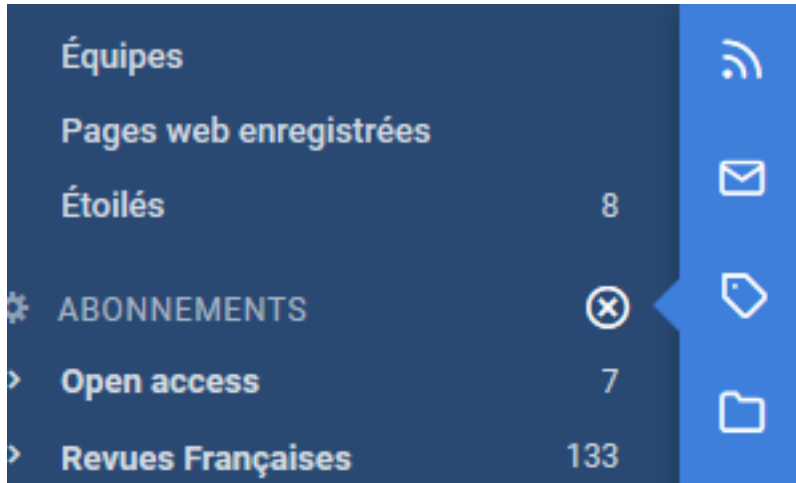 Équipes
Pages web enregistrées
Étoilés 8
ABONNEMENTS
Open access 7
Revues Françaises 133